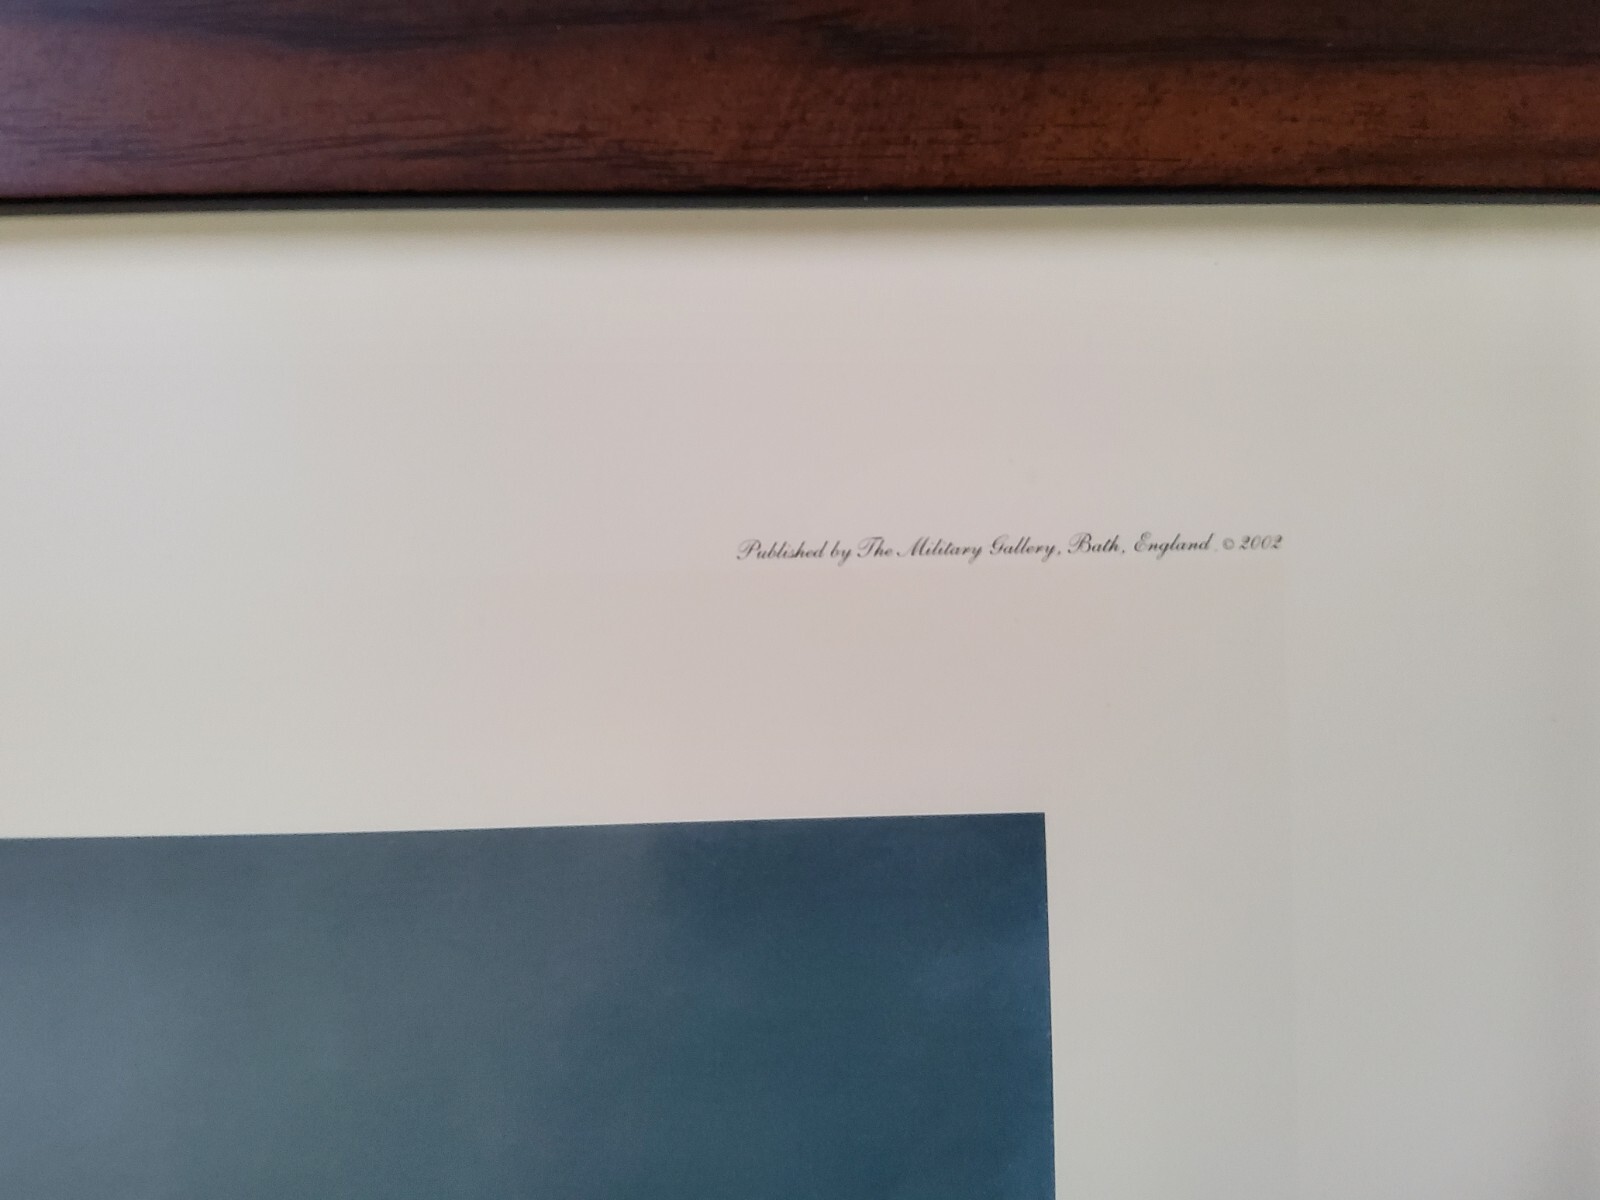 Published by The Military Gallery, Bath, England. © 2002